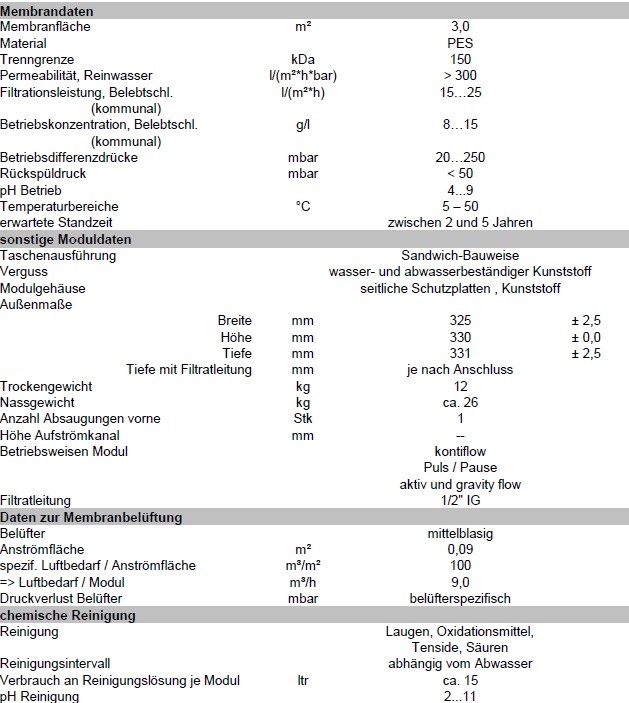 Membrandaten
Membranfläche m² 3,0
Material PES
Trenngrenze kDa 150
Permeabilität, Reinwasser l/(m²*h*bar) > 300
Filtrationsleistung, Belebtschl. l/(m²*h) 15…25
(kommunal)
Betriebskonzentration, Belebtschl. g/l 8…15
(kommunal)
Betriebsdifferenzdrücke mbar 20…250
Rückspüldruck mbar < 50
pH Betrieb 4...9
Temperaturbereiche °C 5 – 50
erwartete Standzeit zwischen 2 und 5 Jahren
sonstige Moduldaten
Taschenausführung Sandwich-Bauweise
Verguss wasser- und abwasserbeständiger Kunststoff
Modulgehäuse seitliche Schutzplatten , Kunststoff
Außenmaße
Breite mm 325 ± 2,5
Höhe mm 330 ± 0,0
Tiefe mm 331 ± 2,5
Tiefe mit Filtratleitung mm je nach Anschluss
Trockengewicht kg 12
Nassgewicht kg ca. 26
Anzahl Absaugungen vorne Stk 1
Höhe Aufströmkanal mm --
Betriebsweisen Modul kontiflow
Puls / Pause
aktiv und gravity flow
Filtratleitung 1/2" IG
Daten zur Membranbelüftung
Belüfter mittelblasig
Anströmfläche m² 0,09
spezif. Luftbedarf / Anströmfläche m³/m² 100
=> Luftbedarf / Modul m³/h 9,0
Druckverlust Belüfter mbar belüfterspezifisch
chemische Reinigung
Reinigung Laugen, Oxidationsmittel,
Tenside, Säuren
Reinigungsintervall abhängig vom Abwasser
Verbrauch an Reinigungslösung je Modul ltr ca. 15
pH Reinigung 2...11